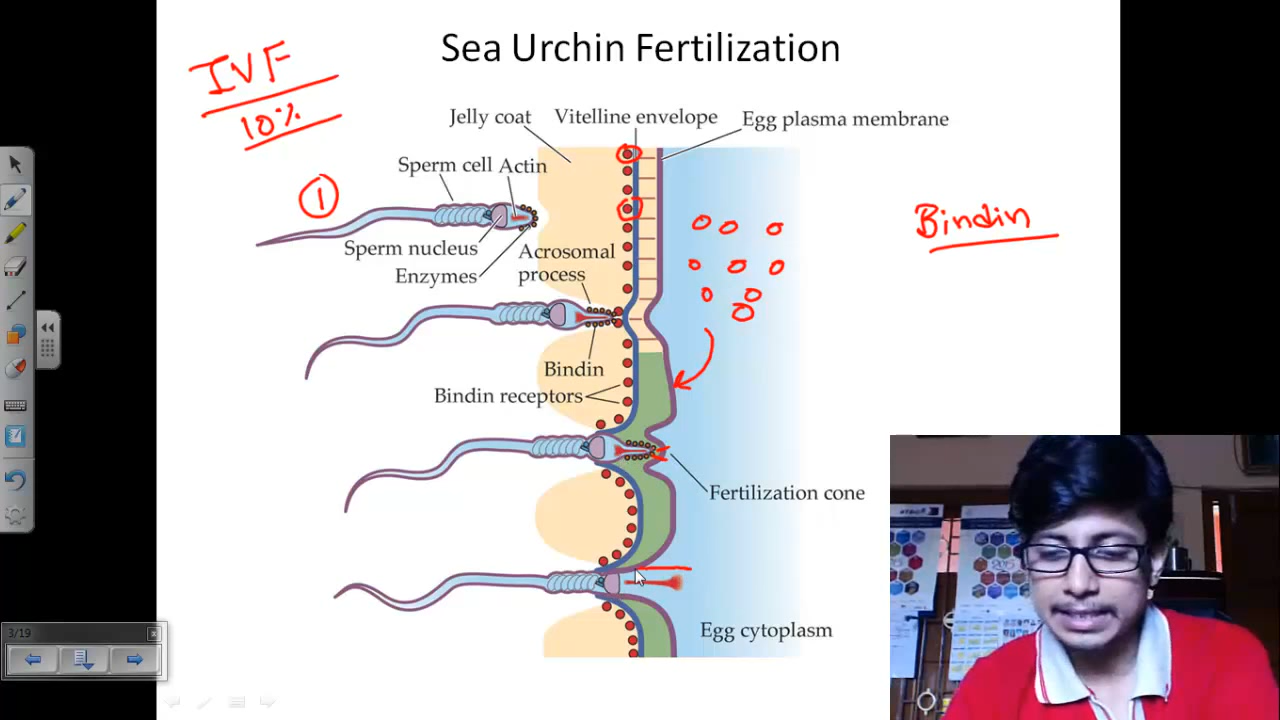 Sea Urchin Fertilization
IVF
10%
Jelly coat
Vitelline envelope
Egg plasma membrane
Sperm cell
Actin
1
Bindin
Sperm nucleus
Enzymes
Acrosomal
process
Bindin
Bindin receptors
Fertilization cone
Egg cytoplasm
3/19